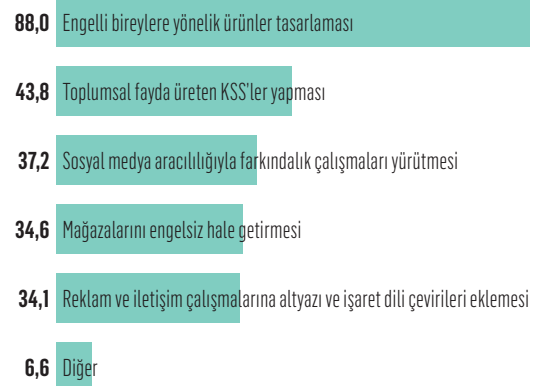 88,0 Engelli bireylere yönelik ürünler tasarlaması
43,8 Toplumsal fayda üreten KSS'ler yapması
37,2 Sosyal medya aracılılığıyla farkındalık çalışmaları yürütmesi
34,6 Mağazalarını engelsiz hale getirmesi
34,1 Reklam ve iletişim çalışmalarına altyazı ve işaret dili çevirileri eklemesi
6,6 Diğer